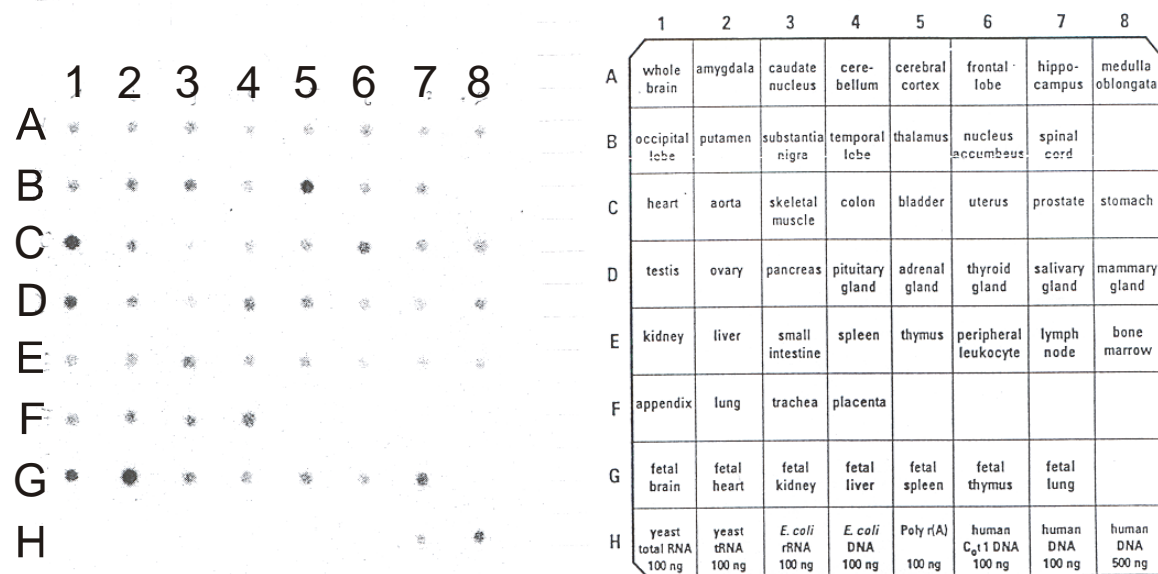 1 2 3 4 5 6 7 8
A
B
C
D
E
F
G
H
1 2 3 4 5 6 7 8
A
whole brain
amygdala
caudate nucleus
cere-
bellum
cerebral cortex
frontal lobe
hippo-
campus
medulla oblongata
B
occipital lobe
putamen
substantia nigra
temporal lobe
thalamus
nucleus accumbeus
spinal cord
C
heart
aorta
skeletal muscle
colon
bladder
uterus
prostate
stomach
D
testis
ovary
pancreas
pituitary gland
adrenal gland
thyroid gland
salivary gland
mammary gland
E
kidney
liver
small intestine
spleen
thymus
peripheral leukocyte
lymph node
bone marrow
F
appendix
lung
trachea
placenta
G
fetal brain
fetal heart
fetal kidney
fetal liver
fetal spleen
fetal thymus
fetal lung
H
yeast total RNA 100 ng
yeast tRNA 100 ng
E. coli rRNA 100 ng
E. coli DNA 100 ng
Poly r(A) 100 ng
human C₀t1 DNA 100 ng
human DNA 100 ng
human DNA 500 ng